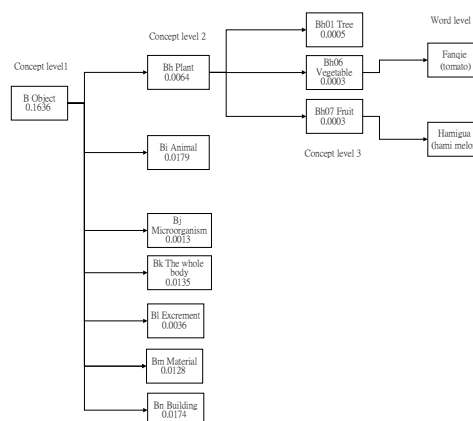 Concept level1
B Object
0.1636
Concept level 2
Bh Plant
0.0064
Bi Animal
0.0179
Bj
Microorganism
0.0013
Bk The whole
body
0.0135
Bl Excrement
0.0036
Bm Material
0.0128
Bn Building
0.0174
Bh01 Tree
0.0005
Bh06
Vegetable
0.0003
Bh07 Fruit
0.0003
Concept level 3
Word level
Fanqie
(tomato)
Hamigua
(hami melo